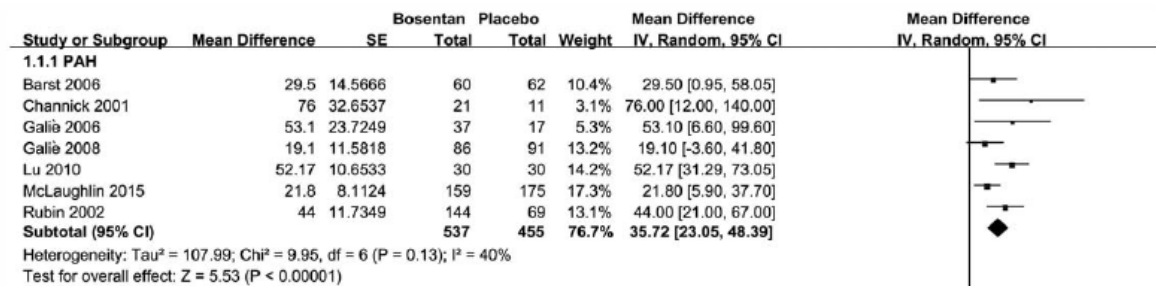 Bosentan Placebo Mean Difference Mean Difference
Study or Subgroup Mean Difference SE Total Total Weight IV, Random, 95% CI IV, Random, 95% CI
1.1.1 PAH
Barst 2006 29.5 14.5666 60 62 10.4% 29.50 [0.95, 58.05]
Channick 2001 76 32.6537 21 11 3.1% 76.00 [12.00, 140.00]
Galiè 2006 53.1 23.7249 37 17 5.3% 53.10 [6.60, 99.60]
Galiè 2008 19.1 11.5818 86 91 13.2% 19.10 [-3.60, 41.80]
Lu 2010 52.17 10.6533 30 30 14.2% 52.17 [31.29, 73.05]
McLaughlin 2015 21.8 8.1124 159 175 17.3% 21.80 [5.90, 37.70]
Rubin 2002 44 11.7349 144 69 13.1% 44.00 [21.00, 67.00]
Subtotal (95% CI) 537 455 76.7% 35.72 [23.05, 48.39]
Heterogeneity: Tau² = 107.99; Chi² = 9.95, df = 6 (P = 0.13); I² = 40%
Test for overall effect: Z = 5.53 (P < 0.00001)